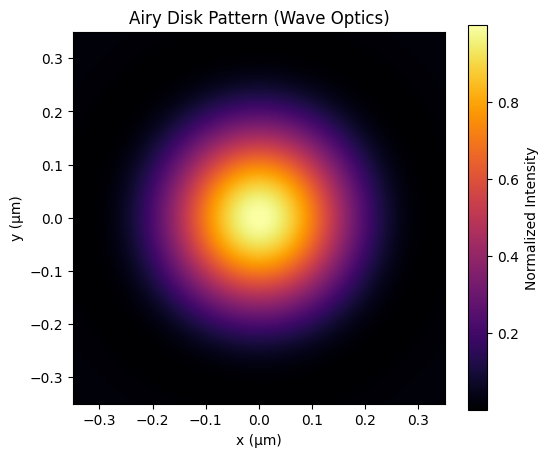 Airy Disk Pattern (Wave Optics)
0.3
0.2
0.1
0.0
−0.1
−0.2
−0.3
y (μm)
−0.3 −0.2 −0.1 0.0 0.1 0.2 0.3
x (μm)
0.8
0.6
0.4
0.2
Normalized Intensity